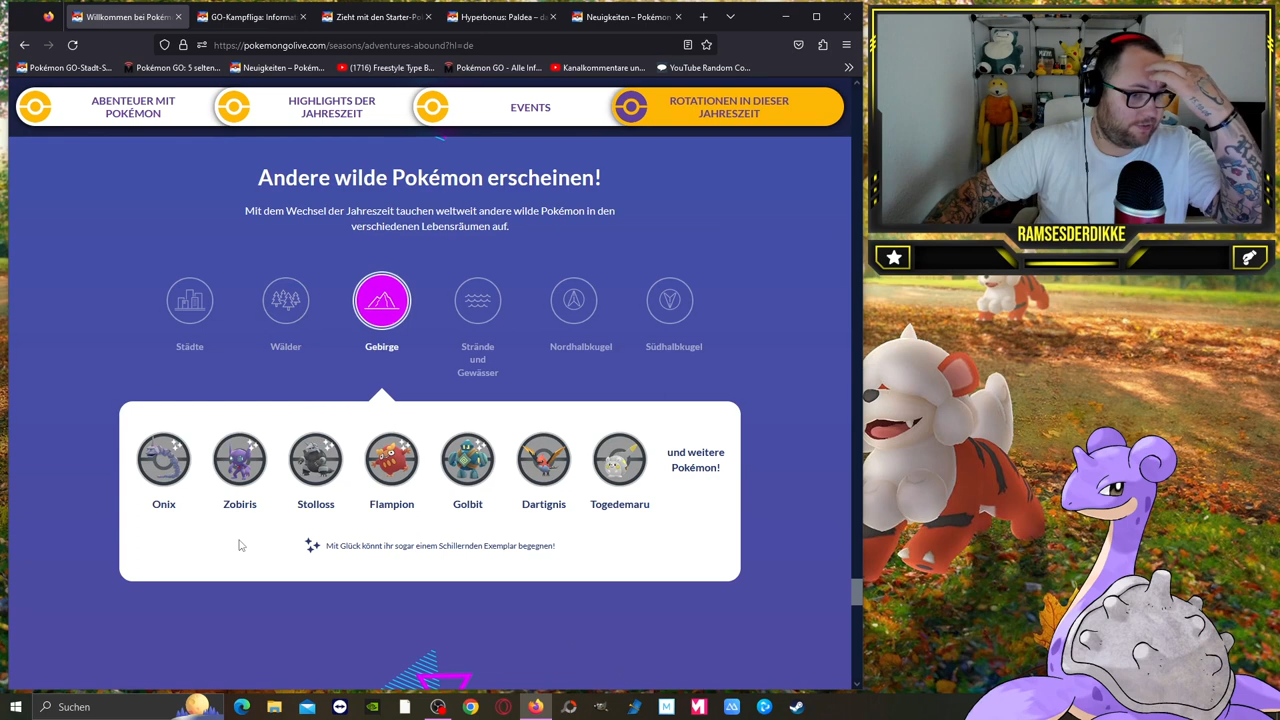 Willkommen bei Pokém
GO-Kampfliga: Informat
Zieht mit den Starter-Po
Hyperbonus: Paldea – da
Neuigkeiten – Pokémon
https://pokemongolive.com/seasons/adventures-abound?hl=de
Pokémon GO-Stadt-S...
Pokémon GO: 5 selten...
Neuigkeiten – Pokém...
(1716) Freestyle Type B...
Pokémon GO - Alle Inf...
Kanalkommentare un...
YouTube Random Co...
ABENTEUER MIT
POKÉMON
HIGHLIGHTS DER
JAHRESZEIT
EVENTS
ROTATIONEN IN DIESER
JAHRESZEIT
Andere wilde Pokémon erscheinen!
Mit dem Wechsel der Jahreszeit tauchen weltweit andere wilde Pokémon in den
verschiedenen Lebensräumen auf.
Städte
Wälder
Gebirge
Strände
und
Gewässer
Nordhalbkugel
Südhalbkugel
Onix
Zobiris
Stolloss
Flampion
Golbit
Dartignis
Togedemaru
und weitere
Pokémon!
Mit Glück könnt ihr sogar einem Schillernden Exemplar begegnen!
RAMSESDERDIKKE
Suchen